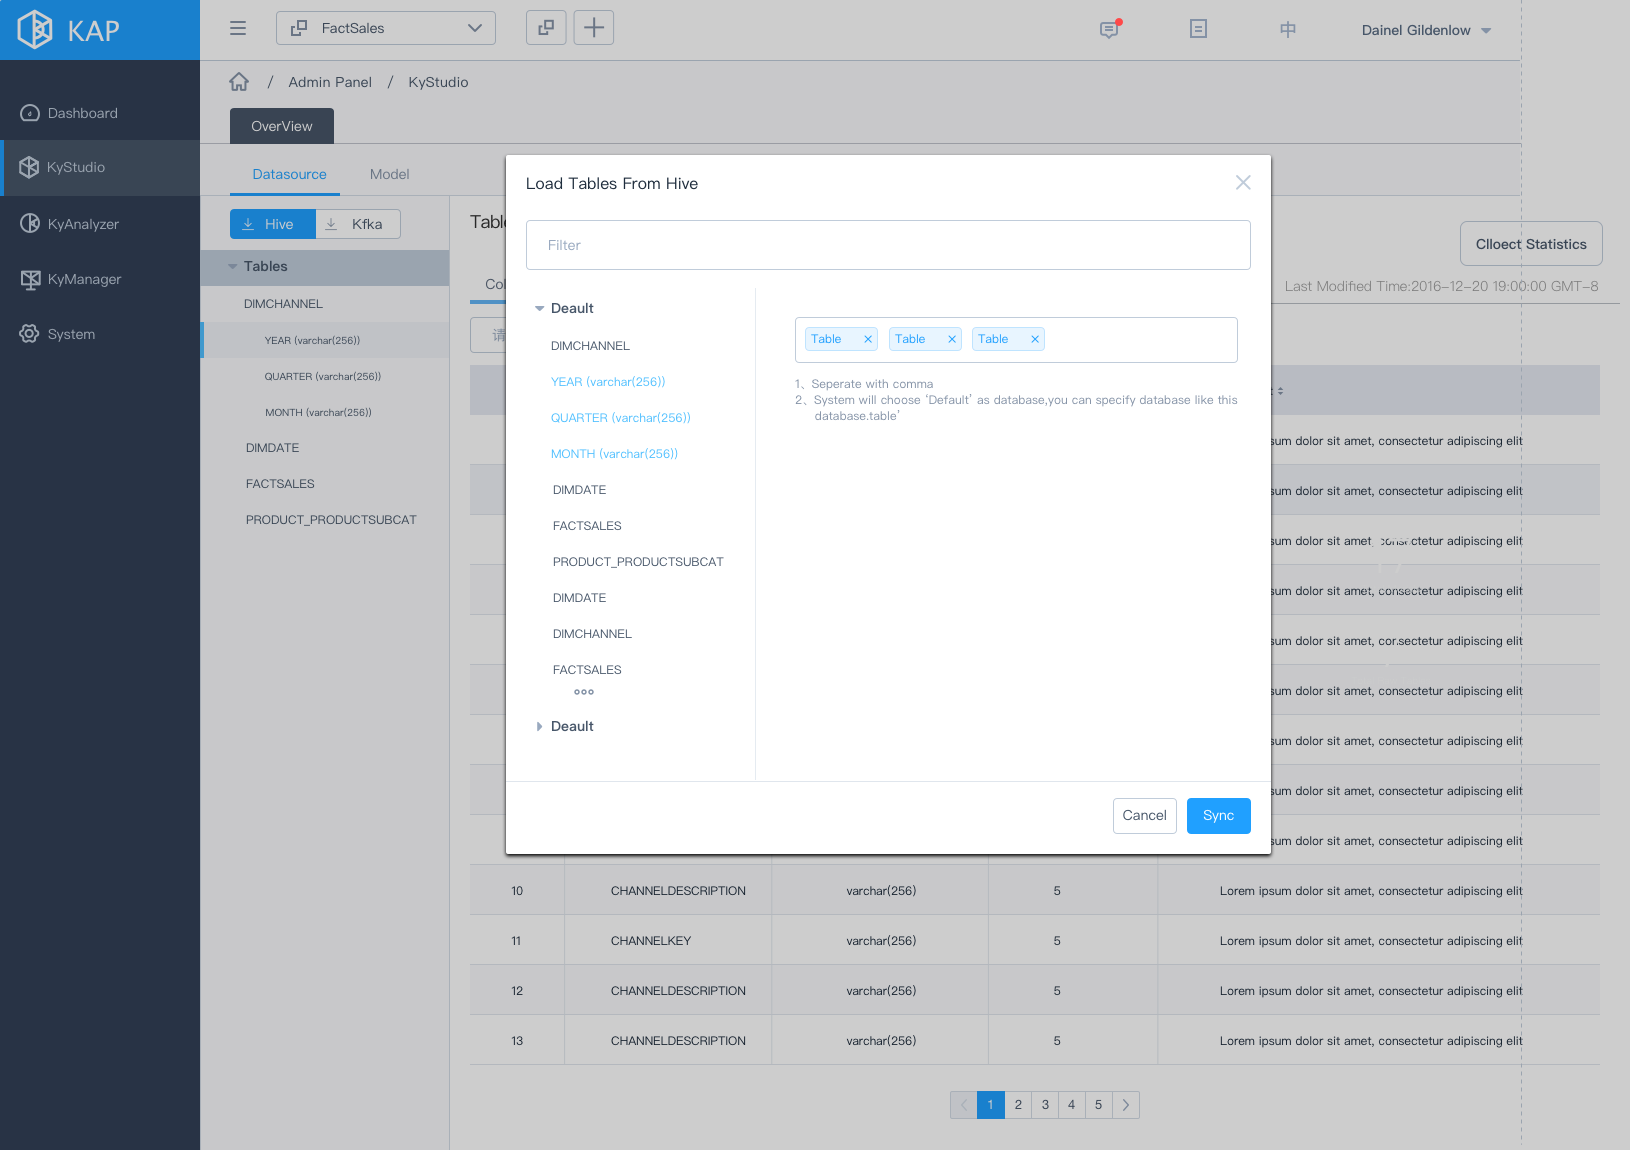 KAP
FactSales
中
Dainel Gildenlow
/ Admin Panel / KyStudio
Dashboard
KyStudio
KyAnalyzer
KyManager
System
OverView
Datasource
Model
Hive
Kfka
Tables
DIMCHANNEL
YEAR (varchar(256))
QUARTER (varchar(256))
MONTH (varchar(256))
DIMDATE
FACTSALES
PRODUCT_PRODUCTSUBCAT
Clloect Statistics
Last Modified Time:2016-12-20 19:00:00 GMT-8
请
Load Tables From Hive
Filter
Deault
DIMCHANNEL
YEAR (varchar(256))
QUARTER (varchar(256))
MONTH (varchar(256))
DIMDATE
FACTSALES
PRODUCT_PRODUCTSUBCAT
DIMDATE
DIMCHANNEL
FACTSALES
Deault
Table Table Table
1、Seperate with comma
2、System will choose ‘Default’ as database,you can specify database like this
database.table’
Cancel
Sync
sum dolor sit amet, consectetur adipiscing elit
sum dolor sit amet, consectetur adipiscing elit
sum dolor sit amet, consectetur adipiscing elit
sum dolor sit amet, consectetur adipiscing elit
sum dolor sit amet, consectetur adipiscing elit
sum dolor sit amet, consectetur adipiscing elit
sum dolor sit amet, consectetur adipiscing elit
sum dolor sit amet, consectetur adipiscing elit
sum dolor sit amet, consectetur adipiscing elit
10 CHANNELDESCRIPTION varchar(256) 5 Lorem ipsum dolor sit amet, consectetur adipiscing elit
11 CHANNELKEY varchar(256) 5 Lorem ipsum dolor sit amet, consectetur adipiscing elit
12 CHANNELDESCRIPTION varchar(256) 5 Lorem ipsum dolor sit amet, consectetur adipiscing elit
13 CHANNELDESCRIPTION varchar(256) 5 Lorem ipsum dolor sit amet, consectetur adipiscing elit
1 2 3 4 5